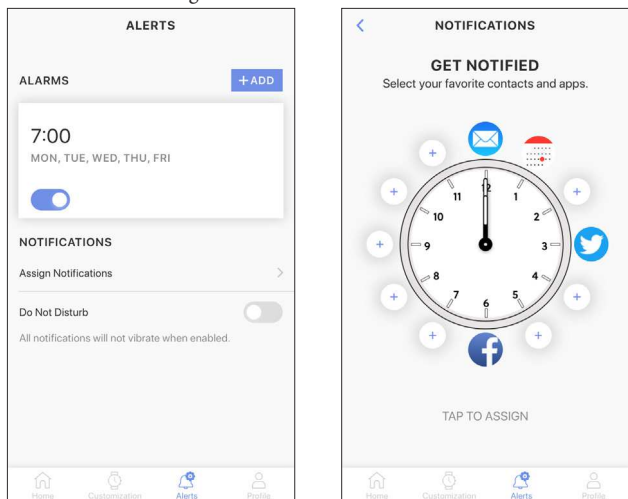 ALERTS
ALARMS
+ADD
7:00
MON, TUE, WED, THU, FRI
NOTIFICATIONS
Assign Notifications
Do Not Disturb
All notifications will not vibrate when enabled.
Home Customization Alerts Profile
NOTIFICATIONS
GET NOTIFIED
Select your favorite contacts and apps.
12
11 1
10 2
9 3
8 4
7 5
6
TAP TO ASSIGN
Home Customization Alerts Profile